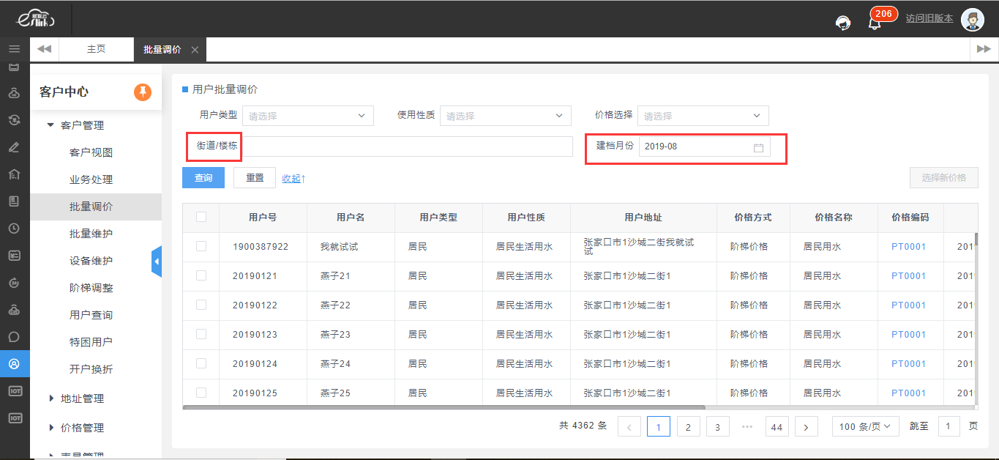 易联云
eslink
206
访问旧版本
主页
批量调价
客户中心
客户管理
客户视图
业务处理
批量调价
批量维护
设备维护
阶梯调整
用户查询
特困用户
开户换折
地址管理
价格管理
表具管理
用户批量调价
用户类型 请选择 使用性质 请选择 价格选择 请选择
街道/楼栋 建档月份 2019-08
查询 重置 收起↑ 选择新价格
用户号 用户名 用户类型 用户性质 用户地址 价格方式 价格名称 价格编码
1900387922 我就试试 居民 居民生活用水 张家口市1沙城二街我就试试 阶梯价格 居民用水 PT0001 201
20190121 燕子21 居民 居民生活用水 张家口市1沙城二街1 阶梯价格 居民用水 PT0001 201
20190122 燕子22 居民 居民生活用水 张家口市1沙城二街1 阶梯价格 居民用水 PT0001 201
20190123 燕子23 居民 居民生活用水 张家口市1沙城二街1 阶梯价格 居民用水 PT0001 201
20190124 燕子24 居民 居民生活用水 张家口市1沙城二街1 阶梯价格 居民用水 PT0001 201
20190125 燕子25 居民 居民生活用水 张家口市1沙城二街1 阶梯价格 居民用水 PT0001 201
共 4362 条 1 2 3 ••• 44 100 条/页 跳至 1 页
IOT
IOT